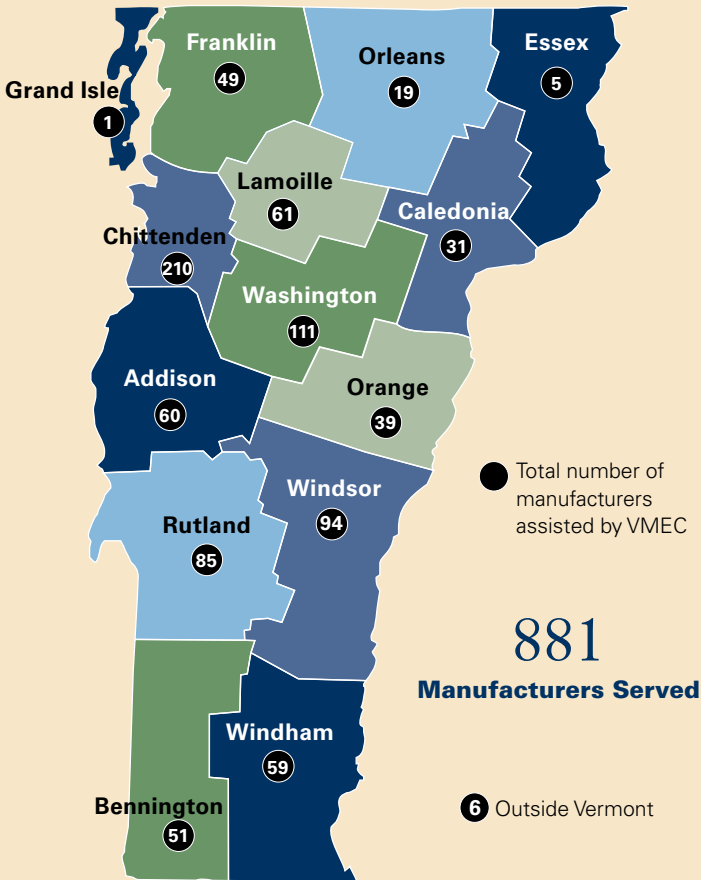 Franklin
49
Orleans
19
Essex
5
Grand Isle
1
Lamoille
61
Caledonia
31
Chittenden
210
Washington
111
Addison
60
Orange
39
Windsor
94
Total number of
manufacturers
assisted by VMEC
Rutland
85
881
Manufacturers Served
Windham
59
6 Outside Vermont
Bennington
51